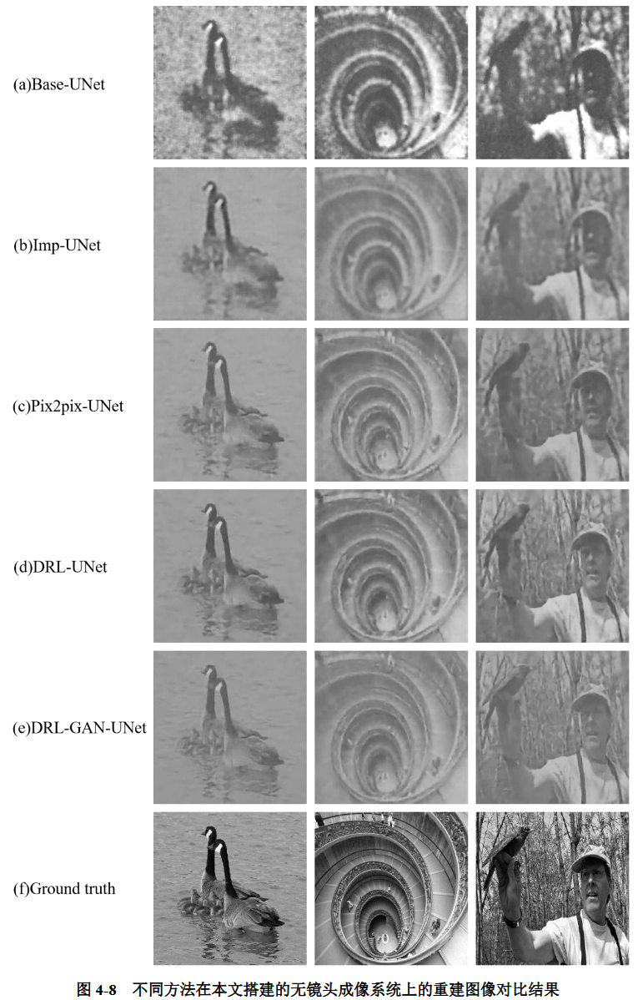 (a)Base-UNet
(b)Imp-UNet
(c)Pix2pix-UNet
(d)DRL-UNet
(e)DRL-GAN-UNet
(f)Ground truth
图 4-8 不同方法在本文搭建的无镜头成像系统上的重建图像对比结果